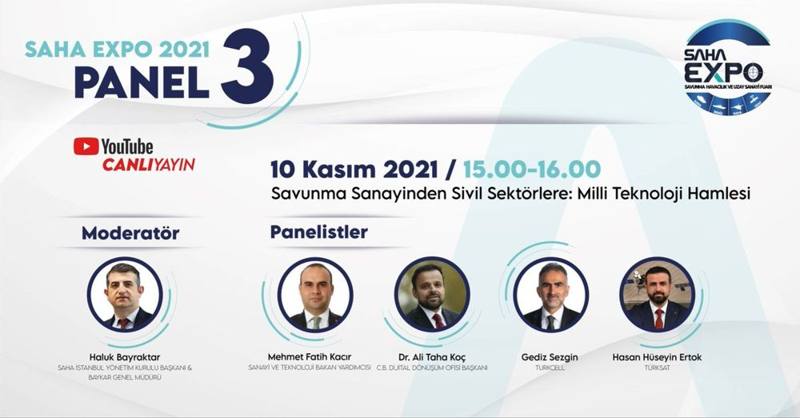 SAHA EXPO 2021
PANEL 3
SAHA
EXPO
SAVUNMA HAVACILIK VE UZAY SANAYİ FUARI
YouTube
CANLI YAYIN
10 Kasım 2021 / 15.00-16.00
Savunma Sanayinden Sivil Sektörlere: Milli Teknoloji Hamlesi
Moderatör
Panelistler
Haluk Bayraktar
SAHA İSTANBUL YÖNETİM KURULU BAŞKANI &
BAYKAR GENEL MÜDÜRÜ
Mehmet Fatih Kacır
SANAYİ VE TEKNOLOJİ BAKAN YARDIMCISI
Dr. Ali Taha Koç
C.B. DİJİTAL DÖNÜŞÜM OFİSİ BAŞKANI
Gediz Sezgin
TURKCELL
Hasan Hüseyin Ertok
TÜRKSAT